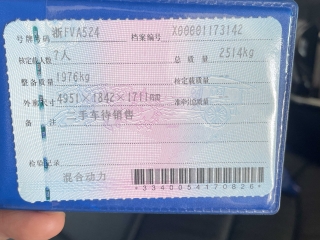 号牌号码 浙FVA524 档案编号 X00001173142
核定载人数 7人 总质量 2514kg
整备质量 1976kg 核定载质量
外廓尺寸 4951×1842×1711mm 准牵引总质量
备注 二手车待销售
检验记录
混合动力
*3340054170826*